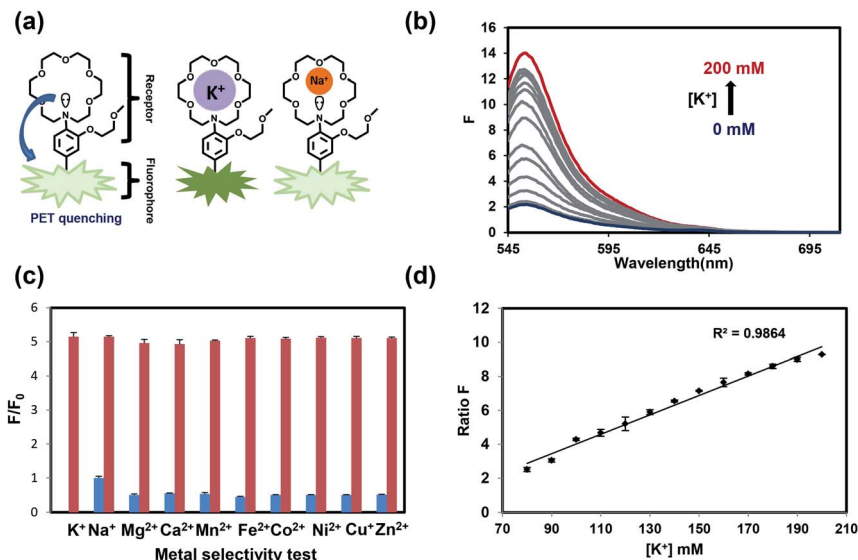 (a)
O
O
O
O
O
N
O
O
PET quenching
Receptor
Fluorophore
K⁺
O
O
O
O
O
N
O
O
Na⁺
O
O
O
O
O
N
O
O
(b)
F
16
14
12
10
8
6
4
2
0
545
595
645
695
Wavelength(nm)
200 mM
[K⁺]
0 mM
(c)
F/F₀
6
5
4
3
2
1
0
K⁺ Na⁺ Mg²⁺ Ca²⁺ Mn²⁺ Fe²⁺ Co²⁺ Ni²⁺ Cu⁺ Zn²⁺
Metal selectivity test
(d)
Ratio F
12
10
8
6
4
2
0
R² = 0.9864
70 90 110 130 150 170 190 210
[K⁺] mM